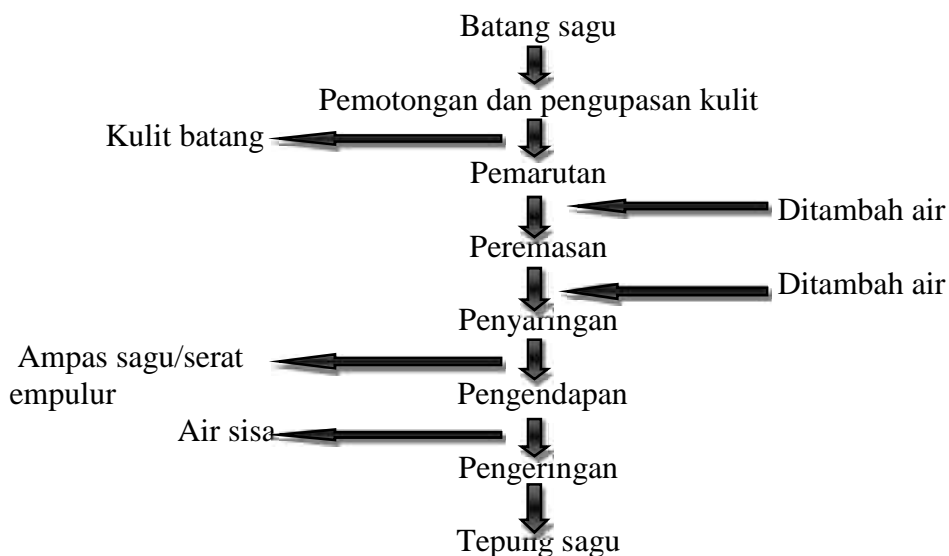 Batang sagu
Pemotongan dan pengupasan kulit
Kulit batang
Pemarutan
Ditambah air
Peremasan
Ditambah air
Penyaringan
Ampas sagu/serat
empulur
Pengendapan
Air sisa
Pengeringan
Tepung sagu